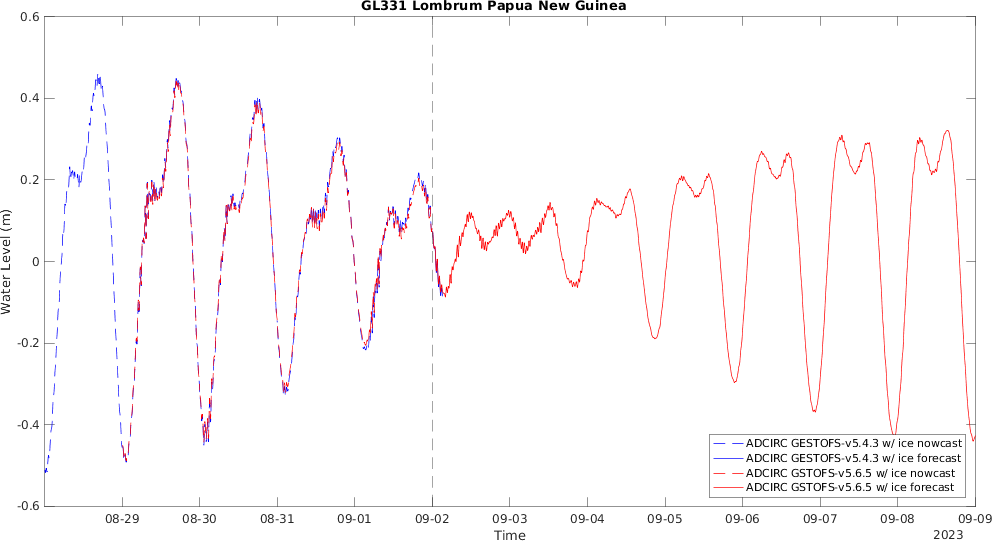 GL331 Lombrum Papua New Guinea
0.6
0.4
0.2
0
-0.2
-0.4
-0.6
Water Level (m)
08-29 08-30 08-31 09-01 09-02 09-03 09-04 09-05 09-06 09-07 09-08 09-09
Time
2023
ADCIRC GESTOFS-v5.4.3 w/ ice nowcast
ADCIRC GESTOFS-v5.4.3 w/ ice forecast
ADCIRC GSTOFS-v5.6.5 w/ ice nowcast
ADCIRC GSTOFS-v5.6.5 w/ ice forecast